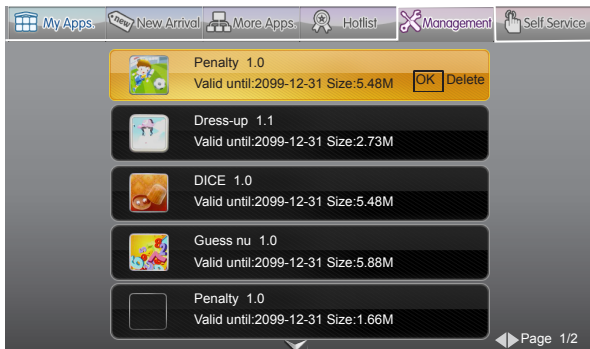 My Apps. new New Arrival More Apps. Hotlist Management Self Service
Penalty 1.0
Valid until:2099-12-31 Size:5.48M OK Delete
Dress-up 1.1
Valid until:2099-12-31 Size:2.73M
DICE 1.0
Valid until:2099-12-31 Size:5.48M
Guess nu 1.0
Valid until:2099-12-31 Size:5.88M
Penalty 1.0
Valid until:2099-12-31 Size:1.66M
Page 1/2